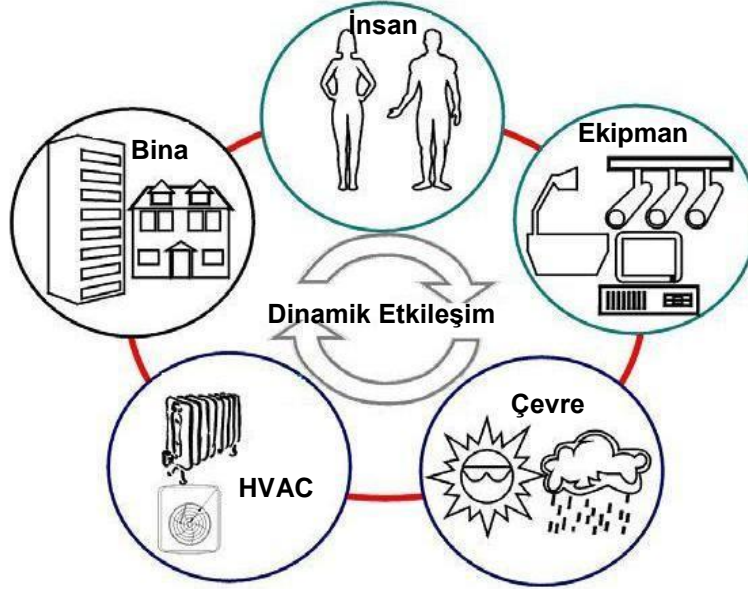 İnsan
Bina
Ekipman
Dinamik Etkileşim
Çevre
HVAC